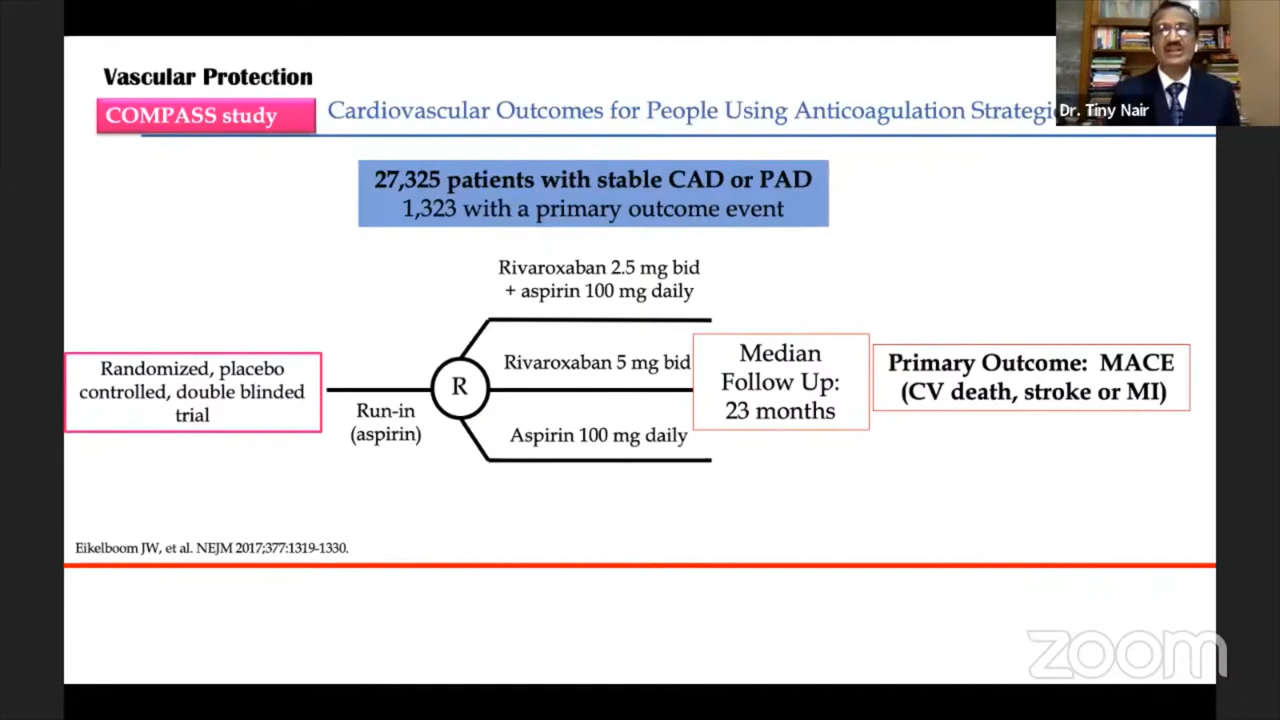 Vascular Protection
COMPASS study
Cardiovascular Outcomes for People Using Anticoagulation
Dr. Tiny Nair
27,325 patients with stable CAD or PAD
1,323 with a primary outcome event
Rivaroxaban 2.5 mg bid
+ aspirin 100 mg daily
Randomized, placebo
controlled, double blinded
trial
Run-in
(aspirin)
R
Rivaroxaban 5 mg bid
Aspirin 100 mg daily
Median
Follow Up:
23 months
Primary Outcome: MACE
(CV death, stroke or MI)
Eikelboom JW, et al. NEJM 2017;377:1319-1330.
zoom